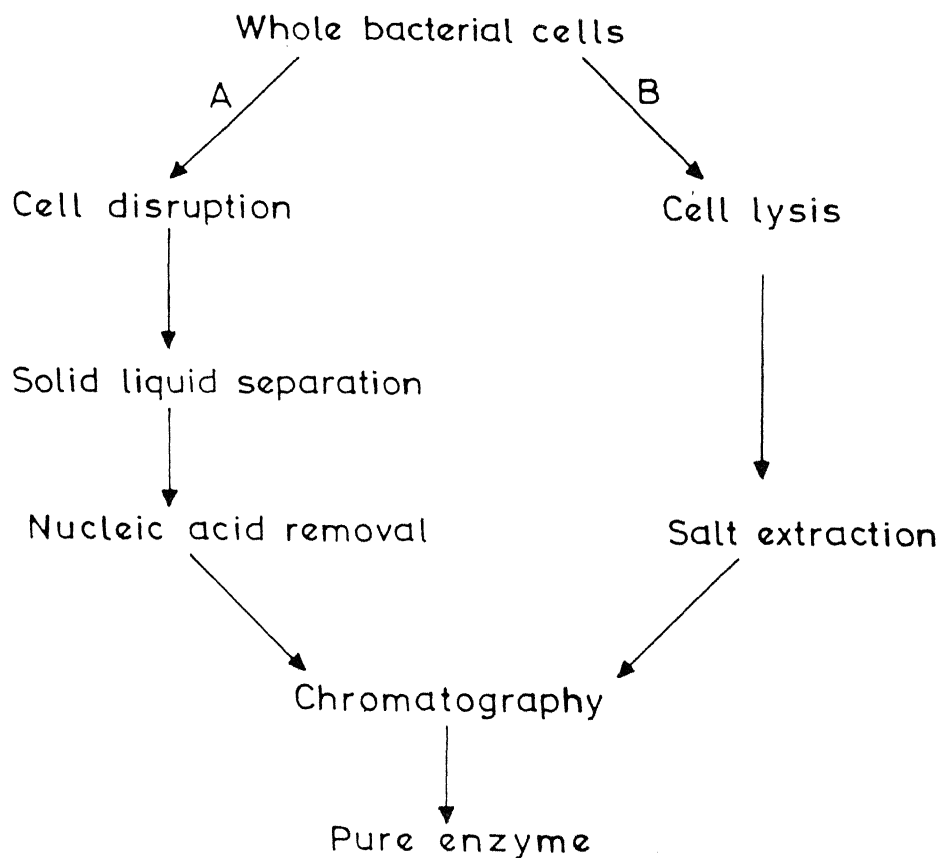 Whole bacterial cells
A
B
Cell disruption
Cell lysis
Solid liquid separation
Nucleic acid removal
Salt extraction
Chromatography
Pure enzyme